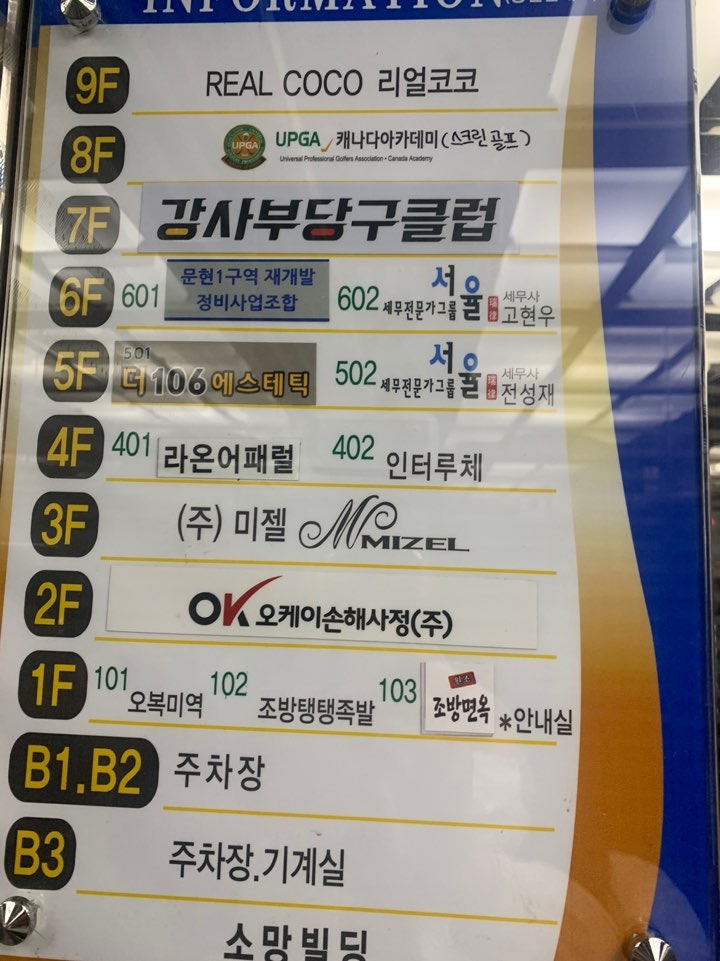 INFORMATION
9F REAL COCO 리얼코코
8F UPGA 캐나다아카데미(스크린골프)
Universal Professional Golfers Association • Canada Academy
7F 강사부당구클럽
6F 601 문현1구역 재개발
정비사업조합
602 세무전문가그룹 서율 瑞律 세무사
고현우
5F 501
더106에스테틱
502 세무전문가그룹 서율 瑞律 세무사
전성재
4F 401 라온어패럴 402 인터루체
3F (주) 미젤 MIZEL
2F OK 오케이손해사정(주)
1F 101 오복미역 102 조방탱탱족발 103 원조
조방면옥 *안내실
B1.B2 주차장
B3 주차장.기계실
소망빌딩